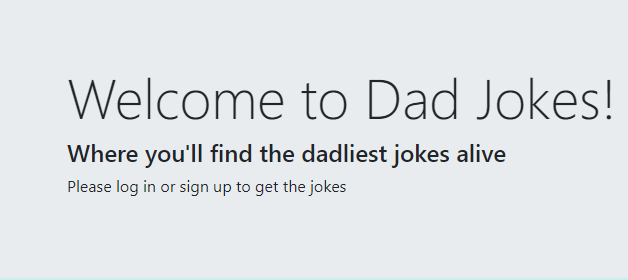 Welcome to Dad Jokes!
Where you'll find the dadliest jokes alive
Please log in or sign up to get the jokes